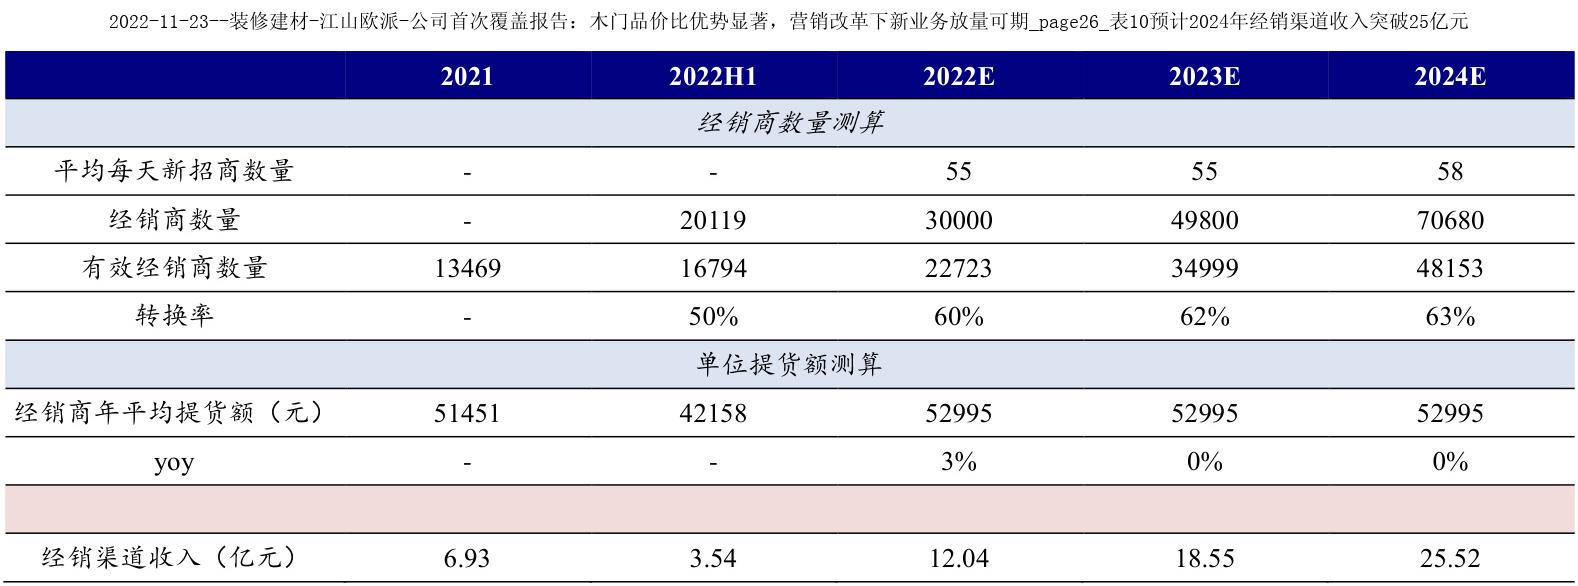 2022-11-23--装修建材-江山欧派-公司首次覆盖报告：木门品价比优势显著，营销改革下新业务放量可期_page26_表10预计2024年经销渠道收入突破25亿元
2021 2022H1 2022E 2023E 2024E
经销商数量测算
平均每天新招商数量 - - 55 55 58
经销商数量 - 20119 30000 49800 70680
有效经销商数量 13469 16794 22723 34999 48153
转换率 - 50% 60% 62% 63%
单位提货额测算
经销商年平均提货额（元） 51451 42158 52995 52995 52995
yoy - - 3% 0% 0%
经销渠道收入（亿元） 6.93 3.54 12.04 18.55 25.52